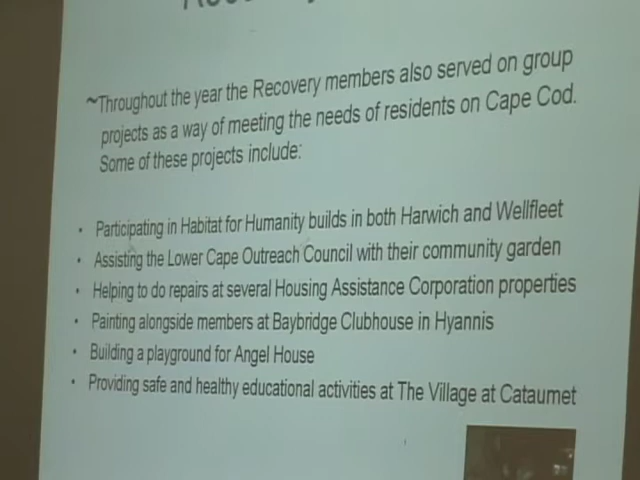 ~Throughout the year the Recovery members also served on group
projects as a way of meeting the needs of residents on Cape Cod.
Some of these projects include:
• Participating in Habitat for Humanity builds in both Harwich and Wellfleet
• Assisting the Lower Cape Outreach Council with their community garden
• Helping to do repairs at several Housing Assistance Corporation properties
• Painting alongside members at Baybridge Clubhouse in Hyannis
• Building a playground for Angel House
• Providing safe and healthy educational activities at The Village at Cataumet